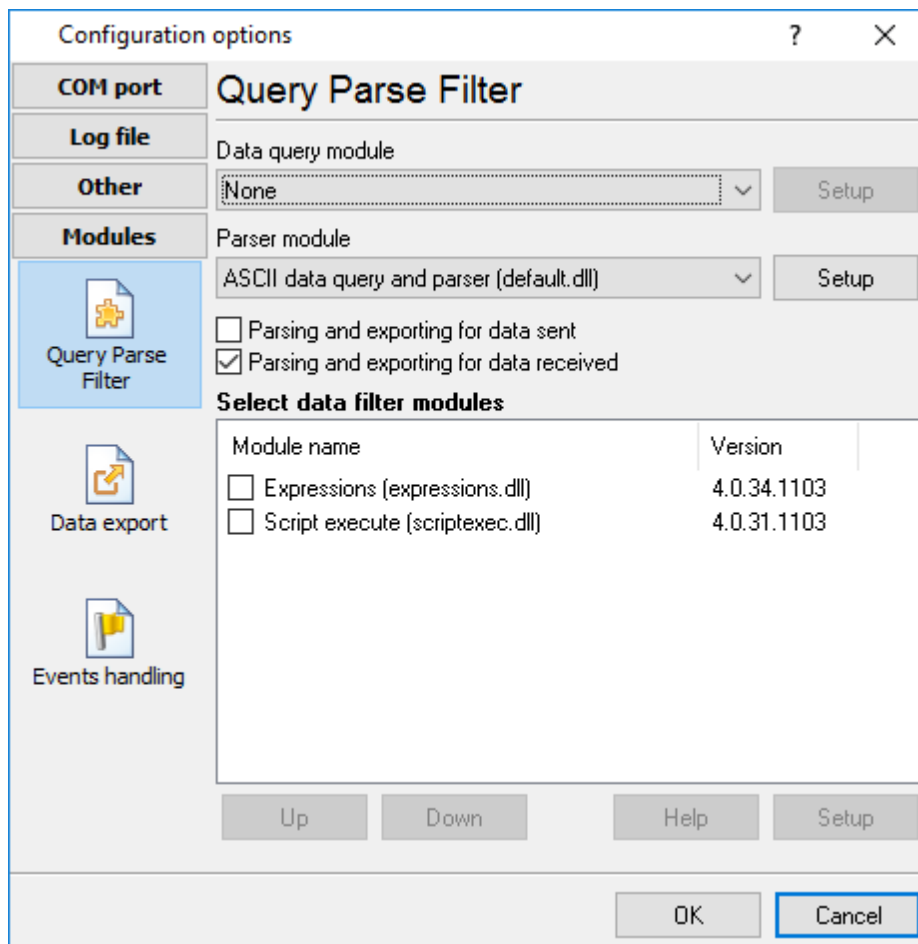 Configuration options
?
COM port
Log file
Other
Modules
Query Parse
Filter
Data export
Events handling
Query Parse Filter
Data query module
None
Setup
Parser module
ASCII data query and parser (default.dll)
Setup
Parsing and exporting for data sent
Parsing and exporting for data received
Select data filter modules
Module name Version
Expressions (expressions.dll) 4.0.34.1103
Script execute (scriptexec.dll) 4.0.31.1103
Up Down Help Setup
OK Cancel